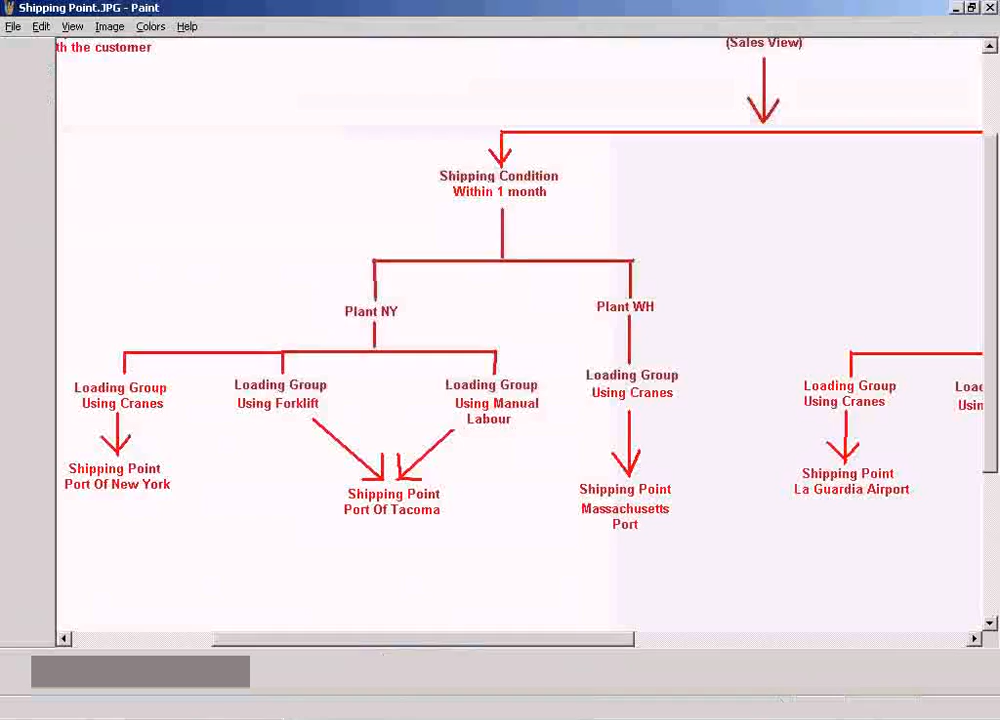 Shipping Point.JPG - Paint
File Edit View Image Colors Help
th the customer
(Sales View)
Shipping Condition
Within 1 month
Plant NY
Plant WH
Loading Group
Using Cranes
Loading Group
Using Forklift
Loading Group
Using Manual
Labour
Loading Group
Using Cranes
Loading Group
Using Cranes
Shipping Point
Port Of New York
Shipping Point
Port Of Tacoma
Shipping Point
Massachusetts
Port
Shipping Point
La Guardia Airport